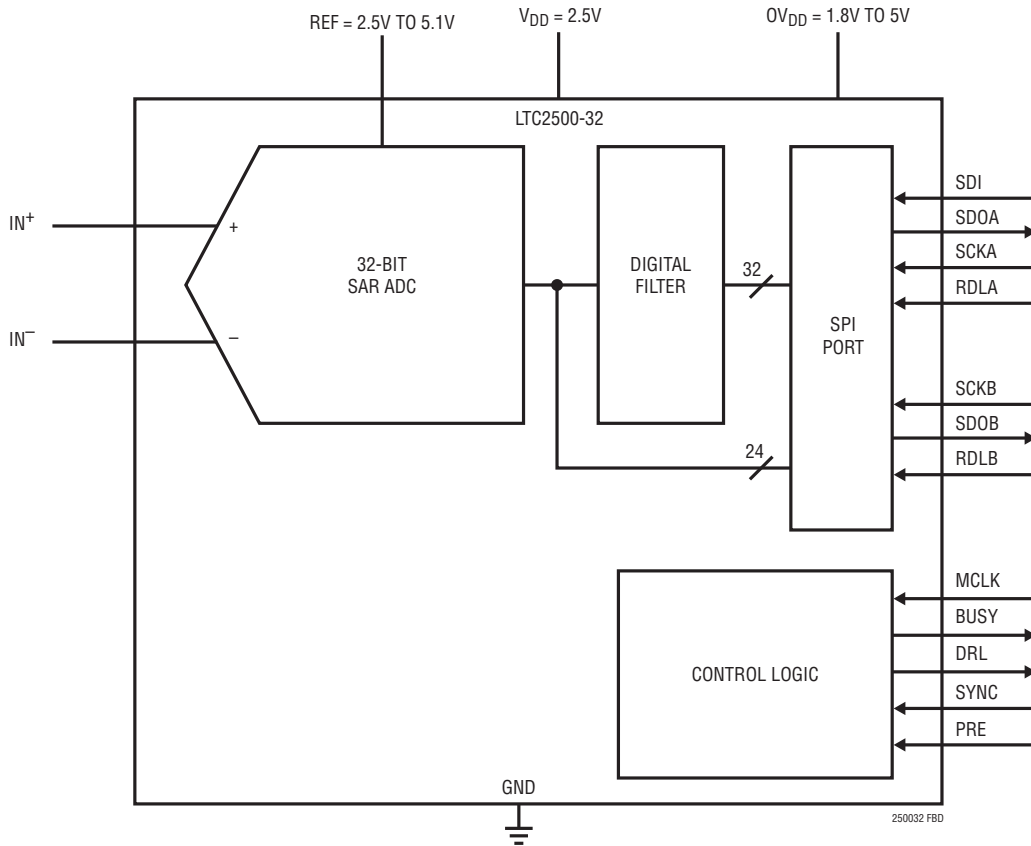 REF = 2.5V TO 5.1V
VDD = 2.5V
OVDD = 1.8V TO 5V
LTC2500-32
IN+
IN−
+
−
32-BIT
SAR ADC
DIGITAL
FILTER
32
24
SPI
PORT
SDI
SDOA
SCKA
RDLA
SCKB
SDOB
RDLB
CONTROL LOGIC
MCLK
BUSY
DRL
SYNC
PRE
GND
250032 FBD